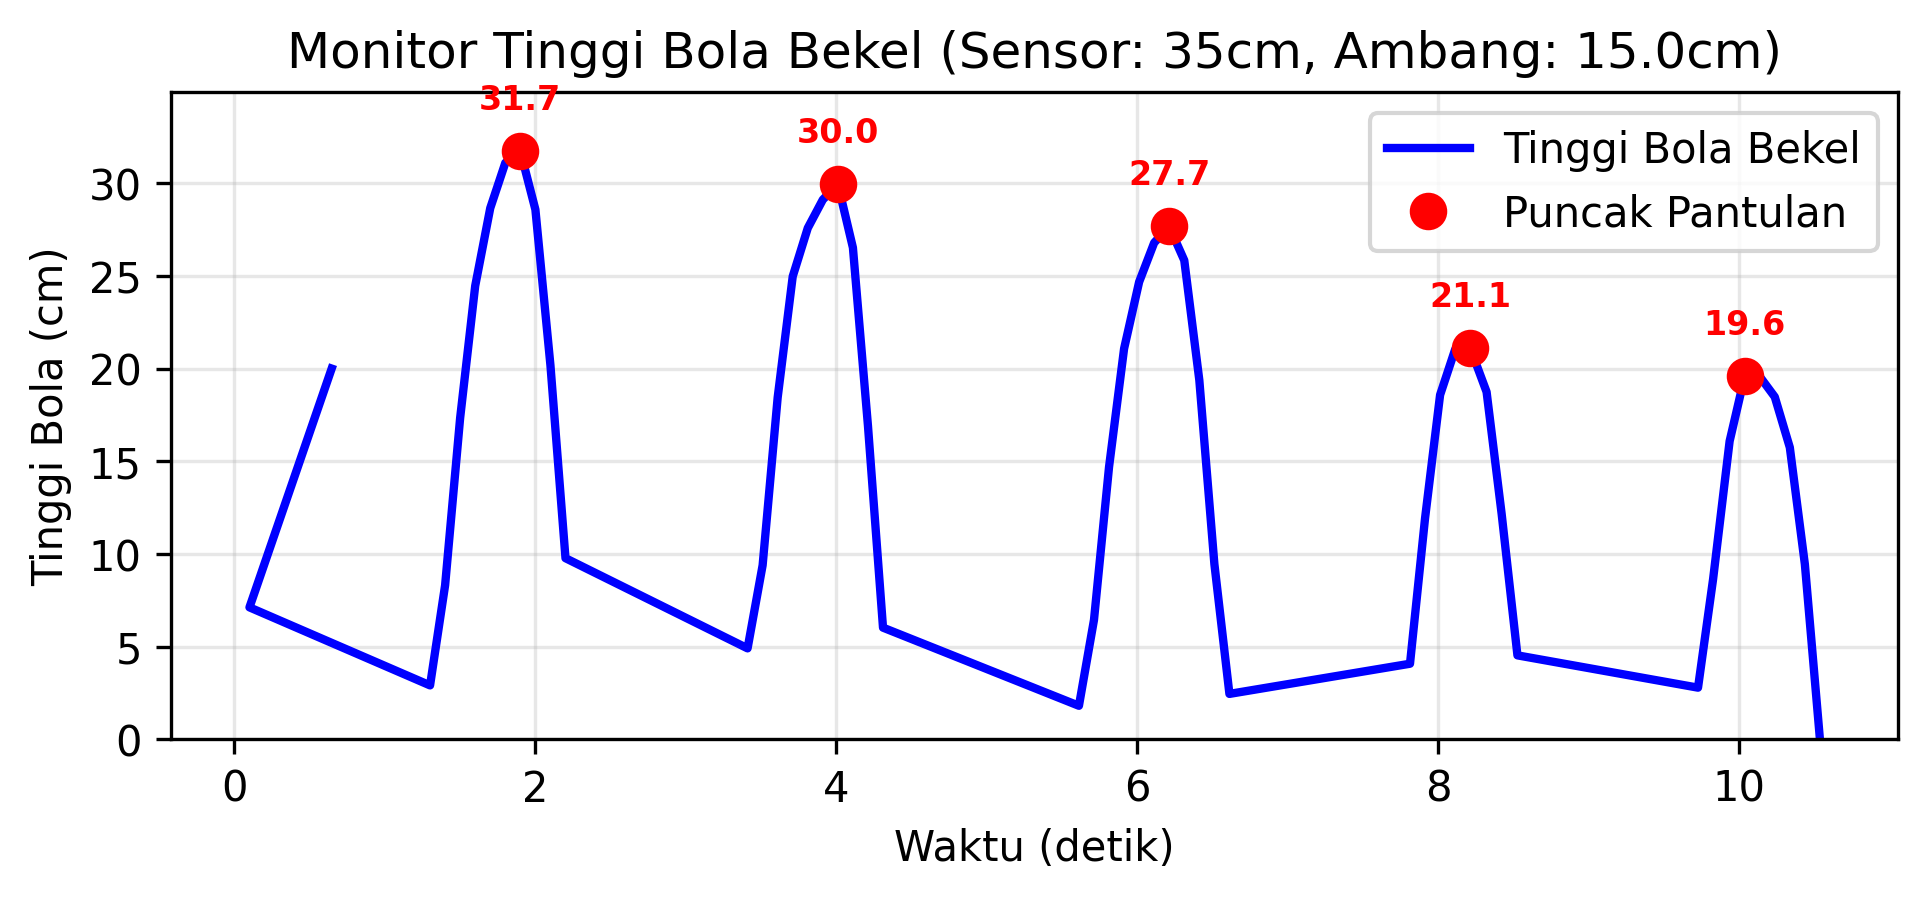 Monitor Tinggi Bola Bekel (Sensor: 35cm, Ambang: 15.0cm)
31.7
30.0
27.7
21.1
19.6
Tinggi Bola Bekel
Puncak Pantulan
Tinggi Bola (cm)
30
25
20
15
10
5
0
0 2 4 6 8 10
Waktu (detik)